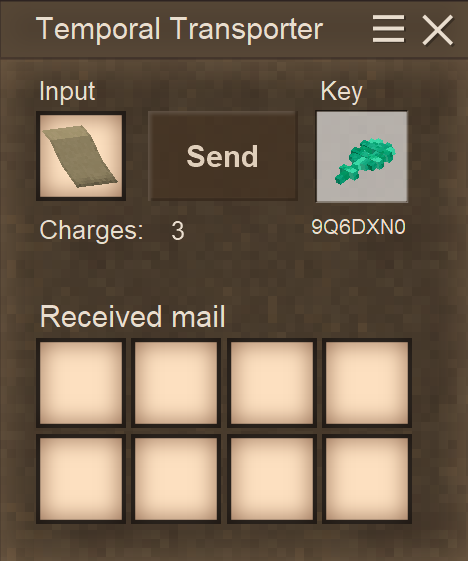 Temporal Transporter
Input
Key
Send
Charges: 3
9Q6DXN0
Received mail